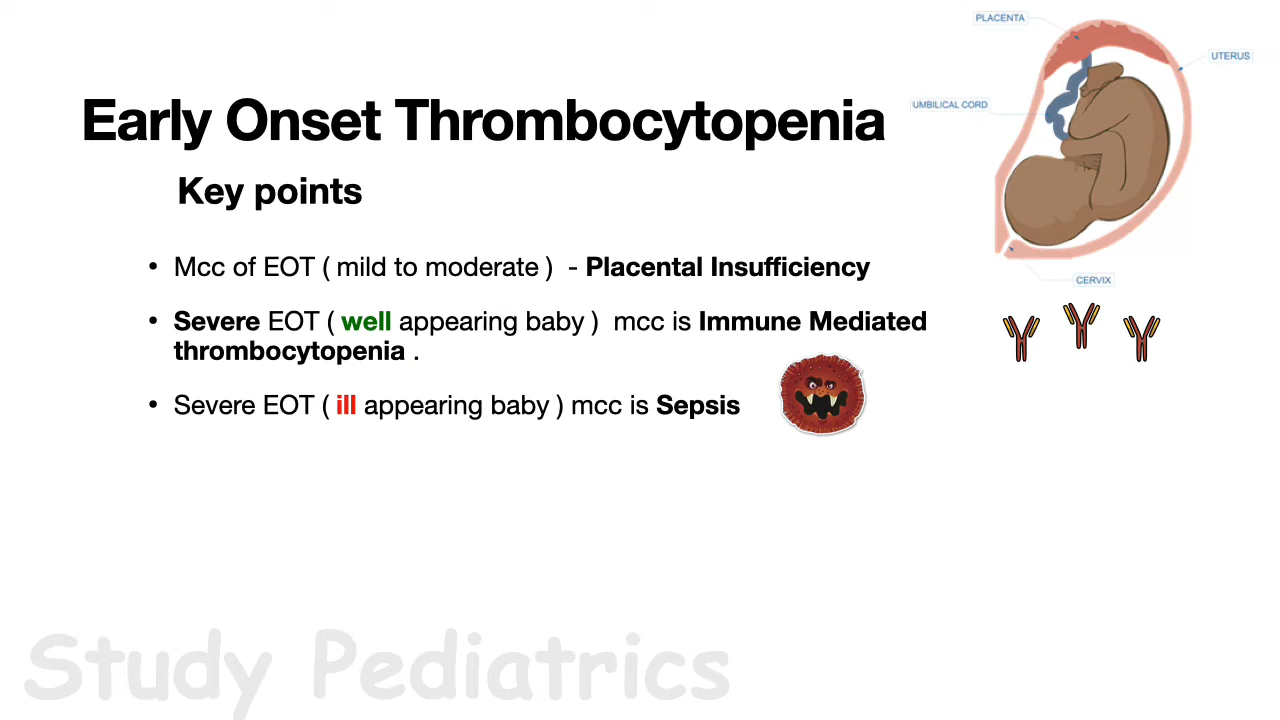 PLACENTA
UTERUS
UMBILICAL CORD
Early Onset Thrombocytopenia
Key points
• Mcc of EOT ( mild to moderate ) - Placental Insufficiency
CERVIX
• Severe EOT ( well appearing baby ) mcc is Immune Mediated
thrombocytopenia .
• Severe EOT ( ill appearing baby ) mcc is Sepsis
Study Pediatrics